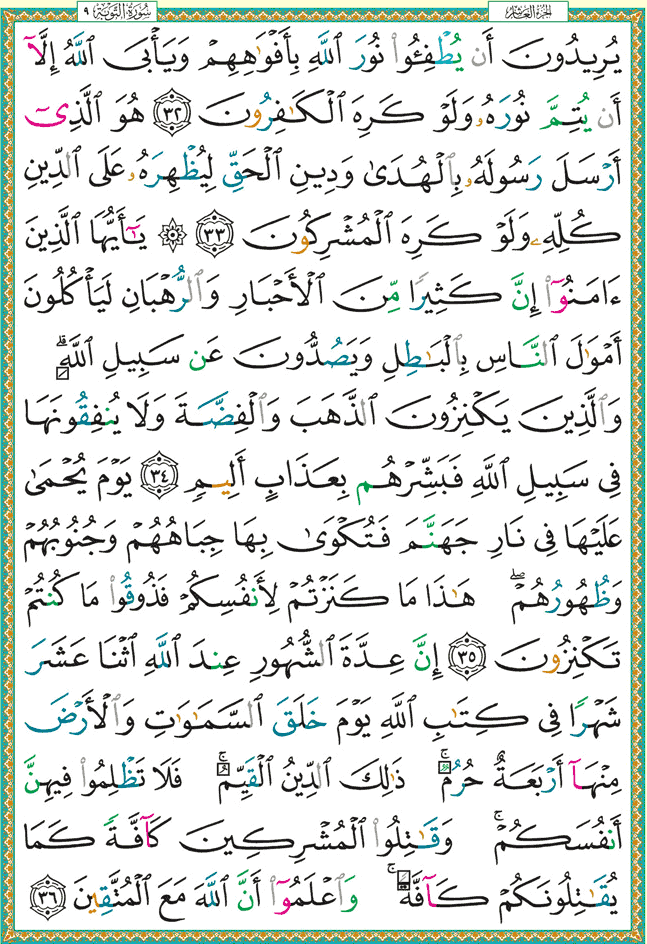 الجزء العاشر سورة التوبة ٩
يُرِيدُونَ أَن يُطْفِـُٔوا۟ نُورَ ٱللَّهِ بِأَفْوَٰهِهِمْ وَيَأْبَى ٱللَّهُ إِلَّآ
أَن يُتِمَّ نُورَهُۥ وَلَوْ كَرِهَ ٱلْكَـٰفِرُونَ ٣٢ هُوَ ٱلَّذِىٓ
أَرْسَلَ رَسُولَهُۥ بِٱلْهُدَىٰ وَدِينِ ٱلْحَقِّ لِيُظْهِرَهُۥ عَلَى ٱلدِّينِ
كُلِّهِۦ وَلَوْ كَرِهَ ٱلْمُشْرِكُونَ ٣٣ ۞ يَـٰٓأَيُّهَا ٱلَّذِينَ
ءَامَنُوٓا۟ إِنَّ كَثِيرًا مِّنَ ٱلْأَحْبَارِ وَٱلرُّهْبَانِ لَيَأْكُلُونَ
أَمْوَٰلَ ٱلنَّاسِ بِٱلْبَـٰطِلِ وَيَصُدُّونَ عَن سَبِيلِ ٱللَّهِ ۗ
وَٱلَّذِينَ يَكْنِزُونَ ٱلذَّهَبَ وَٱلْفِضَّةَ وَلَا يُنفِقُونَهَا
فِى سَبِيلِ ٱللَّهِ فَبَشِّرْهُم بِعَذَابٍ أَلِيمٍ ٣٤ يَوْمَ يُحْمَىٰ
عَلَيْهَا فِى نَارِ جَهَنَّمَ فَتُكْوَىٰ بِهَا جِبَاهُهُمْ وَجُنُوبُهُمْ
وَظُهُورُهُمْ ۖ هَـٰذَا مَا كَنَزْتُمْ لِأَنفُسِكُمْ فَذُوقُوا۟ مَا كُنتُمْ
تَكْنِزُونَ ٣٥ إِنَّ عِدَّةَ ٱلشُّهُورِ عِندَ ٱللَّهِ ٱثْنَا عَشَرَ
شَهْرًا فِى كِتَـٰبِ ٱللَّهِ يَوْمَ خَلَقَ ٱلسَّمَـٰوَٰتِ وَٱلْأَرْضَ
مِنْهَآ أَرْبَعَةٌ حُرُمٌ ۚ ذَٰلِكَ ٱلدِّينُ ٱلْقَيِّمُ ۚ فَلَا تَظْلِمُوا۟ فِيهِنَّ
أَنفُسَكُمْ ۚ وَقَـٰتِلُوا۟ ٱلْمُشْرِكِينَ كَآفَّةً كَمَا
يُقَـٰتِلُونَكُمْ كَآفَّةً ۚ وَٱعْلَمُوٓا۟ أَنَّ ٱللَّهَ مَعَ ٱلْمُتَّقِينَ ٣٦